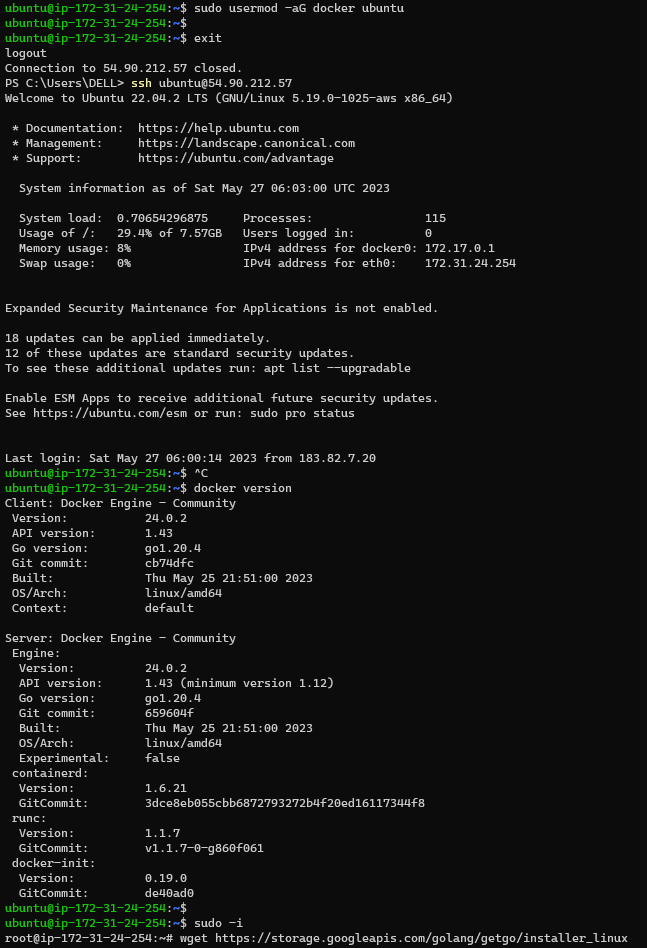 ubuntu@ip-172-31-24-254:~$ sudo usermod -aG docker ubuntu
ubuntu@ip-172-31-24-254:~$
ubuntu@ip-172-31-24-254:~$ exit
logout
Connection to 54.90.212.57 closed.
PS C:\Users\DELL> ssh ubuntu@54.90.212.57
Welcome to Ubuntu 22.04.2 LTS (GNU/Linux 5.19.0-1025-aws x86_64)

 * Documentation:  https://help.ubuntu.com
 * Management:     https://landscape.canonical.com
 * Support:        https://ubuntu.com/advantage

  System information as of Sat May 27 06:03:00 UTC 2023

  System load:  0.70654296875     Processes:                115
  Usage of /:   29.4% of 7.57GB   Users logged in:          0
  Memory usage: 8%                IPv4 address for docker0: 172.17.0.1
  Swap usage:   0%                IPv4 address for eth0:    172.31.24.254


Expanded Security Maintenance for Applications is not enabled.

18 updates can be applied immediately.
12 of these updates are standard security updates.
To see these additional updates run: apt list --upgradable

Enable ESM Apps to receive additional future security updates.
See https://ubuntu.com/esm or run: sudo pro status


Last login: Sat May 27 06:00:14 2023 from 183.82.7.20
ubuntu@ip-172-31-24-254:~$ ^C
ubuntu@ip-172-31-24-254:~$ docker version
Client: Docker Engine - Community
 Version:           24.0.2
 API version:       1.43
 Go version:        go1.20.4
 Git commit:        cb74dfc
 Built:             Thu May 25 21:51:00 2023
 OS/Arch:           linux/amd64
 Context:           default

Server: Docker Engine - Community
 Engine:
  Version:          24.0.2
  API version:      1.43 (minimum version 1.12)
  Go version:       go1.20.4
  Git commit:       659604f
  Built:            Thu May 25 21:51:00 2023
  OS/Arch:          linux/amd64
  Experimental:     false
 containerd:
  Version:          1.6.21
  GitCommit:        3dce8eb055cbb6872793272b4f20ed16117344f8
 runc:
  Version:          1.1.7
  GitCommit:        v1.1.7-0-g860f061
 docker-init:
  Version:          0.19.0
  GitCommit:        de40ad0
ubuntu@ip-172-31-24-254:~$
ubuntu@ip-172-31-24-254:~$ sudo -i
root@ip-172-31-24-254:~# wget https://storage.googleapis.com/golang/getgo/installer_linux